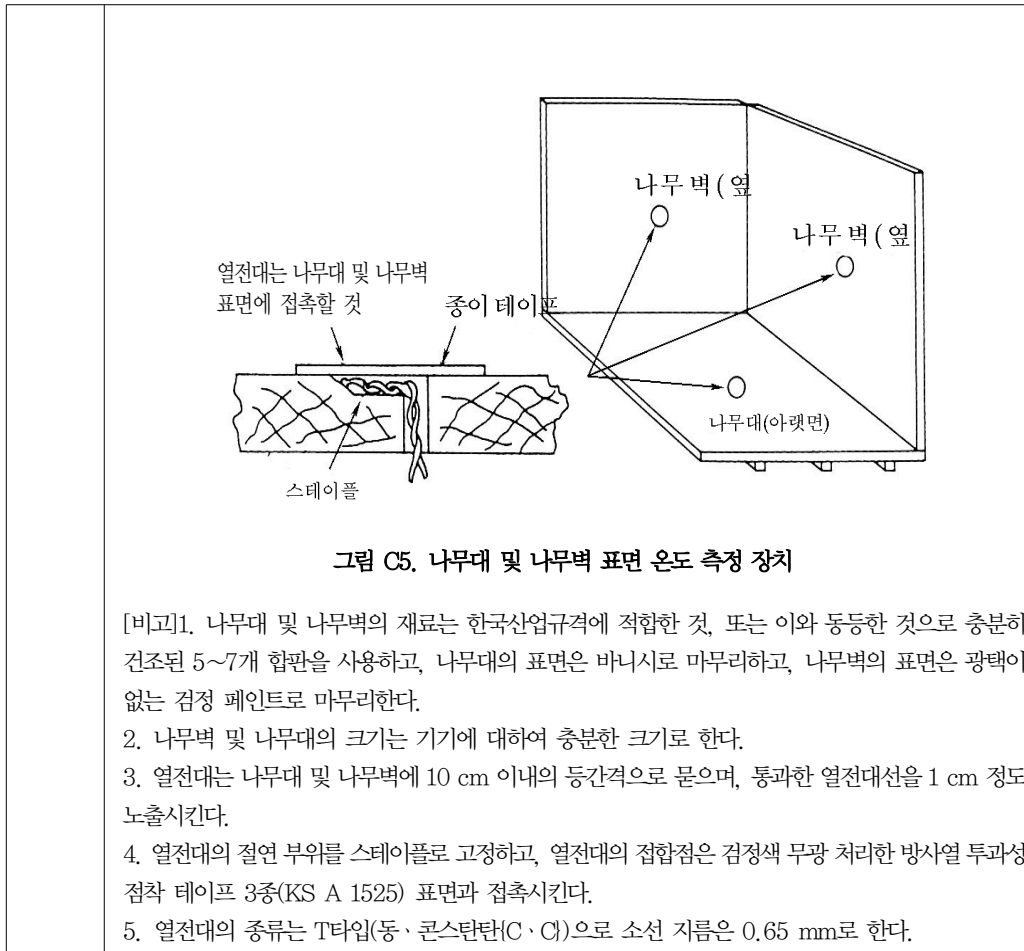 나무벽(옆
나무벽(옆
열전대는 나무대 및 나무벽
표면에 접촉할 것
종이테이프
나무대(아랫면)
스테이플
그림 C5. 나무대 및 나무벽 표면 온도 측정 장치
[비고]1. 나무대 및 나무벽의 재료는 한국산업규격에 적합한 것, 또는 이와 동등한 것으로 충분히
건조된 5~7개 합판을 사용하고, 나무대의 표면은 바니시로 마무리하고, 나무벽의 표면은 광택이
없는 검정 페인트로 마무리한다.
2. 나무벽 및 나무대의 크기는 기기에 대하여 충분한 크기로 한다.
3. 열전대는 나무대 및 나무벽에 10 cm 이내의 등간격으로 묻으며, 통과한 열전대선을 1 cm 정도
노출시킨다.
4. 열전대의 절연 부위를 스테이플로 고정하고, 열전대의 접합점은 검정색 무광 처리한 방사열 투과성
점착 테이프 3종(KS A 1525) 표면과 접촉시킨다.
5. 열전대의 종류는 T타입(동ㆍ콘스탄탄{CㆍC})으로 소선 지름은 0.65 mm로 한다.